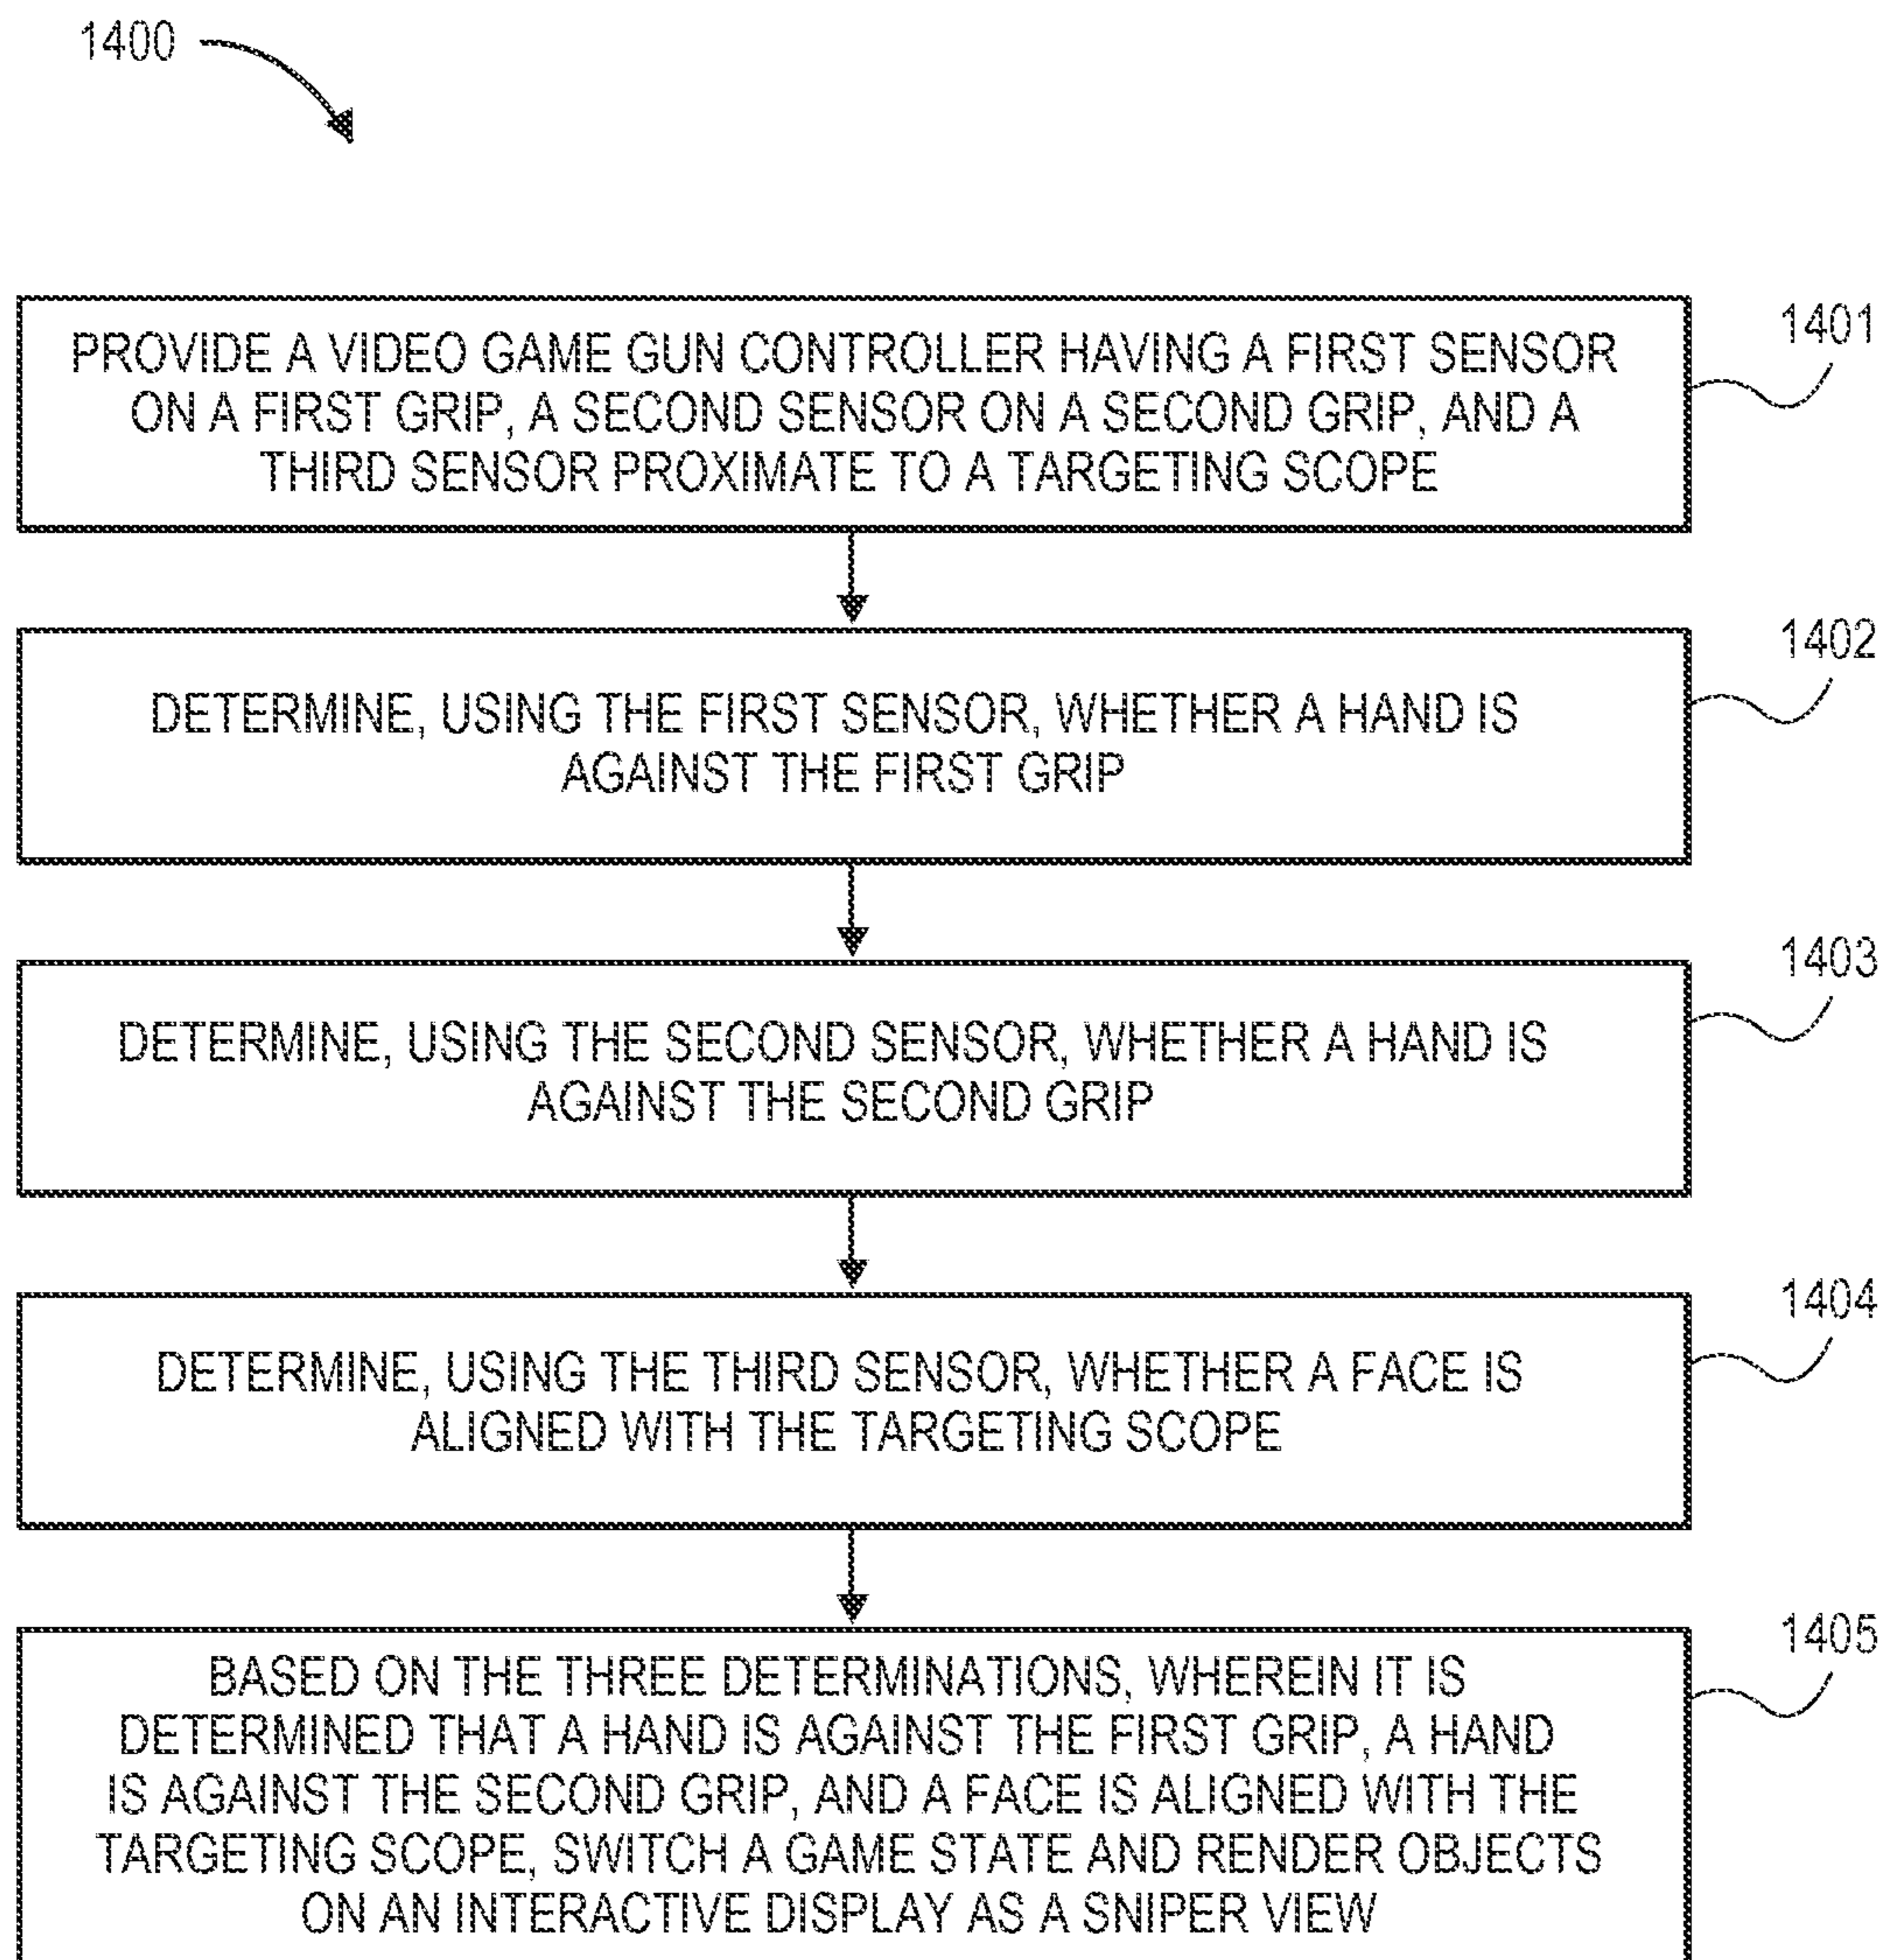 1400
PROVIDE A VIDEO GAME GUN CONTROLLER HAVING A FIRST SENSOR
ON A FIRST GRIP, A SECOND SENSOR ON A SECOND GRIP, AND A
THIRD SENSOR PROXIMATE TO A TARGETING SCOPE
1401
DETERMINE, USING THE FIRST SENSOR, WHETHER A HAND IS
AGAINST THE FIRST GRIP
1402
DETERMINE, USING THE SECOND SENSOR, WHETHER A HAND IS
AGAINST THE SECOND GRIP
1403
DETERMINE, USING THE THIRD SENSOR, WHETHER A FACE IS
ALIGNED WITH THE TARGETING SCOPE
1404
BASED ON THE THREE DETERMINATIONS, WHEREIN IT IS
DETERMINED THAT A HAND IS AGAINST THE FIRST GRIP, A HAND
IS AGAINST THE SECOND GRIP, AND A FACE IS ALIGNED WITH THE
TARGETING SCOPE, SWITCH A GAME STATE AND RENDER OBJECTS
ON AN INTERACTIVE DISPLAY AS A SNIPER VIEW
1405